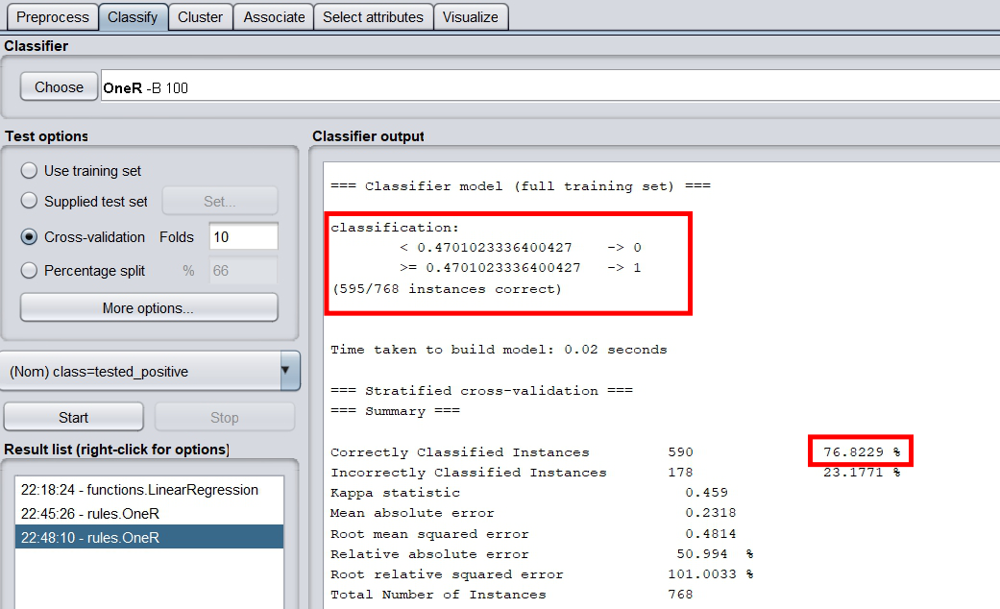 Preprocess Classify Cluster Associate Select attributes Visualize
Classifier
Choose OneR -B 100
Test options
Use training set
Supplied test set Set...
Cross-validation Folds 10
Percentage split % 66
More options...
(Nom) class=tested_positive
Start Stop
Result list (right-click for options)
22:18:24 - functions.LinearRegression
22:45:26 - rules.OneR
22:48:10 - rules.OneR
Classifier output
=== Classifier model (full training set) ===
classification:
< 0.4701023336400427 -> 0
>= 0.4701023336400427 -> 1
(595/768 instances correct)
Time taken to build model: 0.02 seconds
=== Stratified cross-validation ===
=== Summary ===
Correctly Classified Instances 590 76.8229 %
Incorrectly Classified Instances 178 23.1771 %
Kappa statistic 0.459
Mean absolute error 0.2318
Root mean squared error 0.4814
Relative absolute error 50.994 %
Root relative squared error 101.0033 %
Total Number of Instances 768